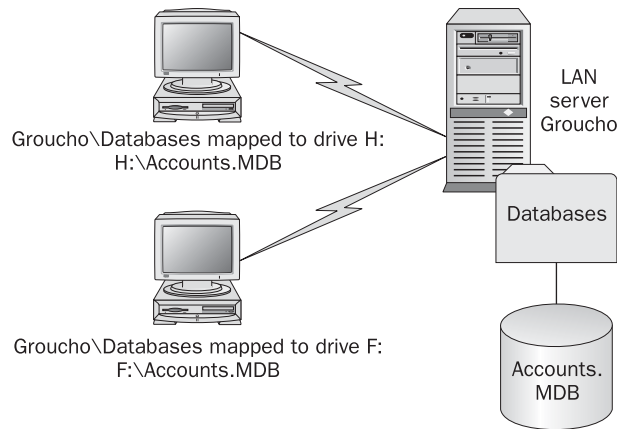 Groucho\Databases mapped to drive H:
H:\Accounts.MDB
LAN
server
Groucho
Databases
Groucho\Databases mapped to drive F:
F:\Accounts.MDB
Accounts.
MDB